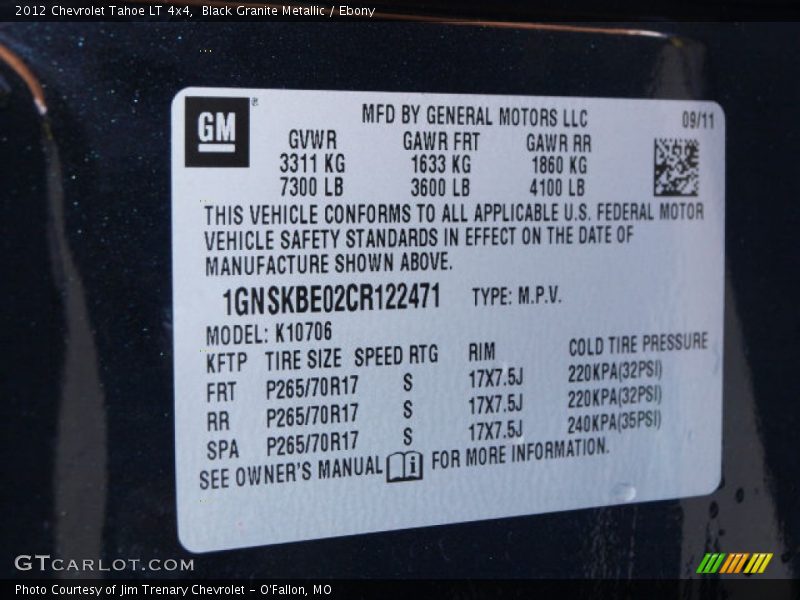 2012 Chevrolet Tahoe LT 4x4,  Black Granite Metallic / Ebony
GM®
MFD BY GENERAL MOTORS LLC
09/11
GVWR GAWR FRT GAWR RR
3311 KG 1633 KG 1860 KG
7300 LB 3600 LB 4100 LB
THIS VEHICLE CONFORMS TO ALL APPLICABLE U.S. FEDERAL MOTOR
VEHICLE SAFETY STANDARDS IN EFFECT ON THE DATE OF
MANUFACTURE SHOWN ABOVE.
1GNSKBE02CR122471 TYPE: M.P.V.
MODEL: K10706
KFTP TIRE SIZE SPEED RTG RIM COLD TIRE PRESSURE
FRT P265/70R17 S 17X7.5J 220KPA(32PSI)
RR P265/70R17 S 17X7.5J 220KPA(32PSI)
SPA P265/70R17 S 17X7.5J 240KPA(35PSI)
SEE OWNER'S MANUAL i FOR MORE INFORMATION.
GTCARLOT.COM
Photo Courtesy of Jim Trenary Chevrolet - O'Fallon, MO